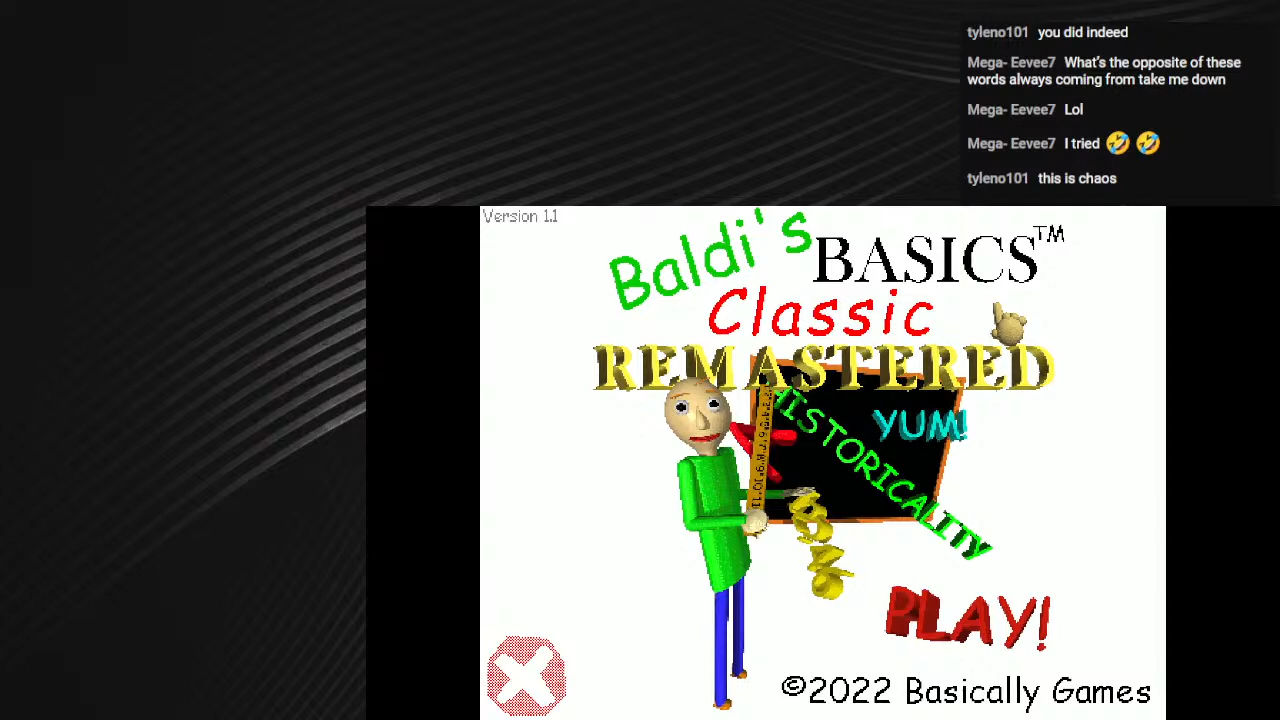 tyleno101 you did indeed
Mega- Eevee7 What's the opposite of these
words always coming from take me down
Mega- Eevee7 Lol
Mega- Eevee7 I tried 🤣 🤣
tyleno101 this is chaos
Version 1.1
Baldi's BASICS™
Classic
REMASTERED
HISTORICALITY
YUM!
PLAY!
©2022 Basically Games